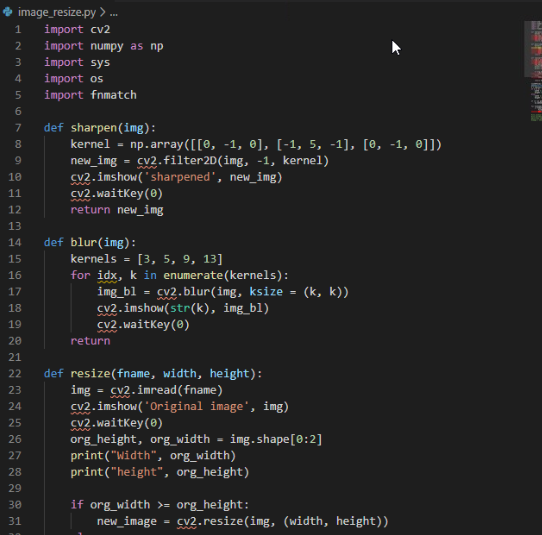 image_resize.py > ...
1 import cv2
2 import numpy as np
3 import sys
4 import os
5 import fnmatch
6
7 def sharpen(img):
8     kernel = np.array([[0, -1, 0], [-1, 5, -1], [0, -1, 0]])
9     new_img = cv2.filter2D(img, -1, kernel)
10     cv2.imshow('sharpened', new_img)
11     cv2.waitKey(0)
12     return new_img
13
14 def blur(img):
15     kernels = [3, 5, 9, 13]
16     for idx, k in enumerate(kernels):
17         img_bl = cv2.blur(img, ksize = (k, k))
18         cv2.imshow(str(k), img_bl)
19         cv2.waitKey(0)
20     return
21
22 def resize(fname, width, height):
23     img = cv2.imread(fname)
24     cv2.imshow('Original image', img)
25     cv2.waitKey(0)
26     org_height, org_width = img.shape[0:2]
27     print("Width", org_width)
28     print("height", org_height)
29
30     if org_width >= org_height:
31         new_image = cv2.resize(img, (width, height))